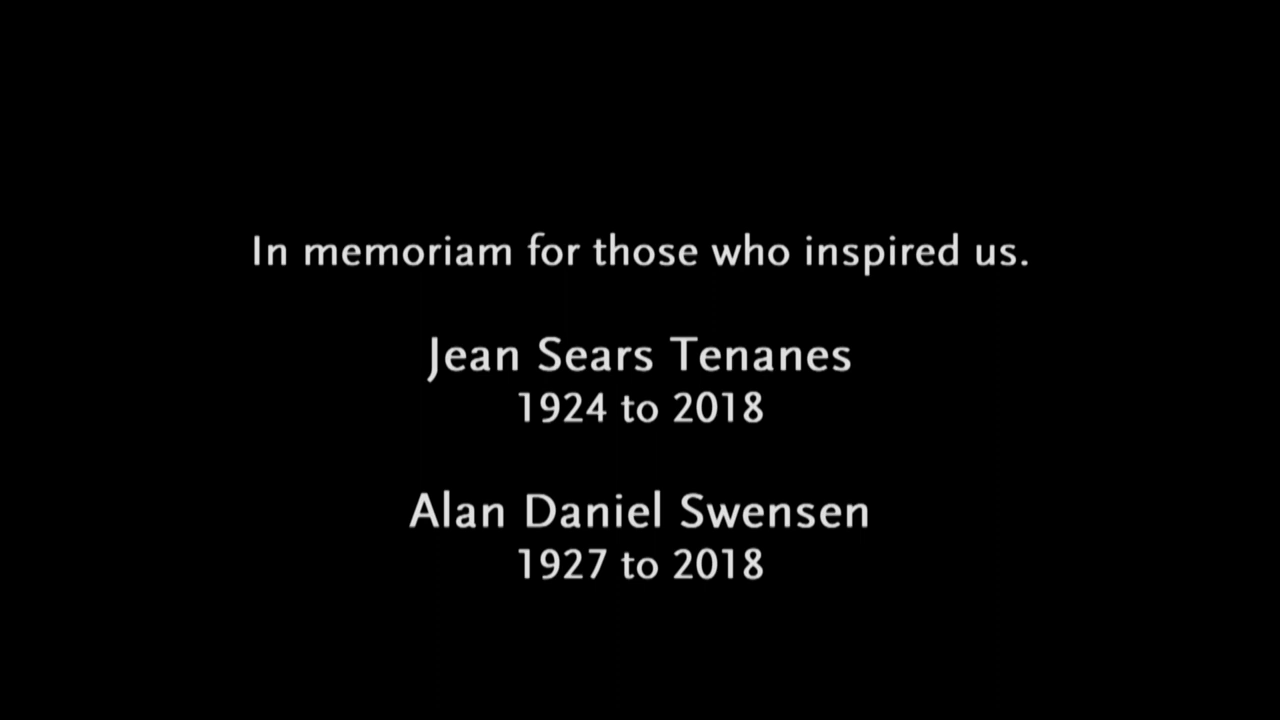 In memoriam for those who inspired us.
Jean Sears Tenanes
1924 to 2018
Alan Daniel Swensen
1927 to 2018